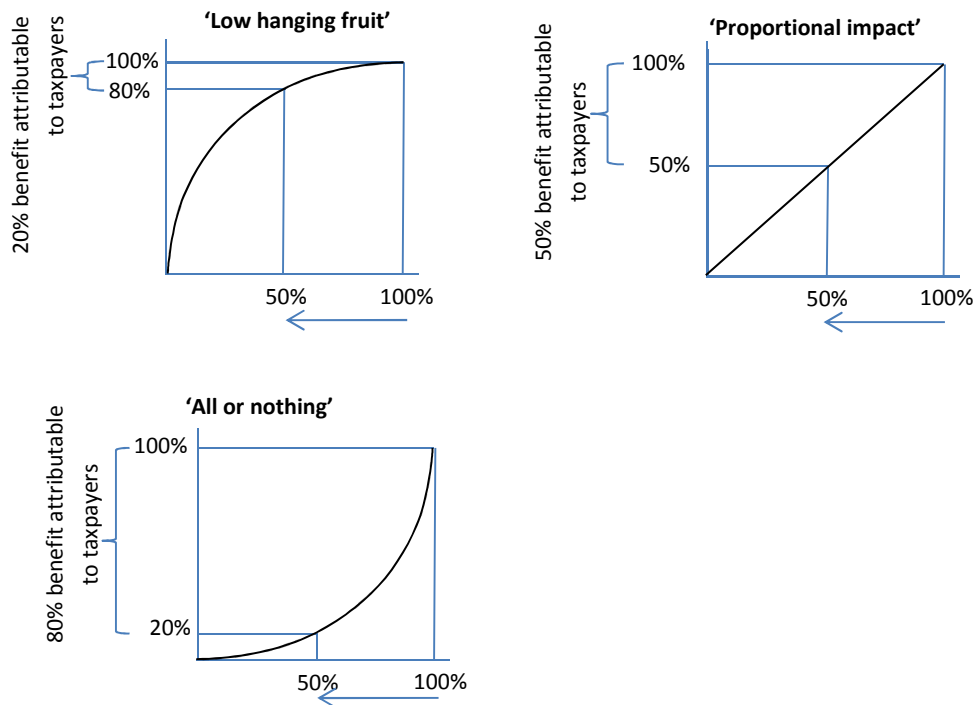 ‘Low hanging fruit’
20% benefit attributable
to taxpayers
100%
80%
50%
100%
‘Proportional impact’
50% benefit attributable
to taxpayers
100%
50%
50%
100%
‘All or nothing’
80% benefit attributable
to taxpayers
100%
20%
50%
100%